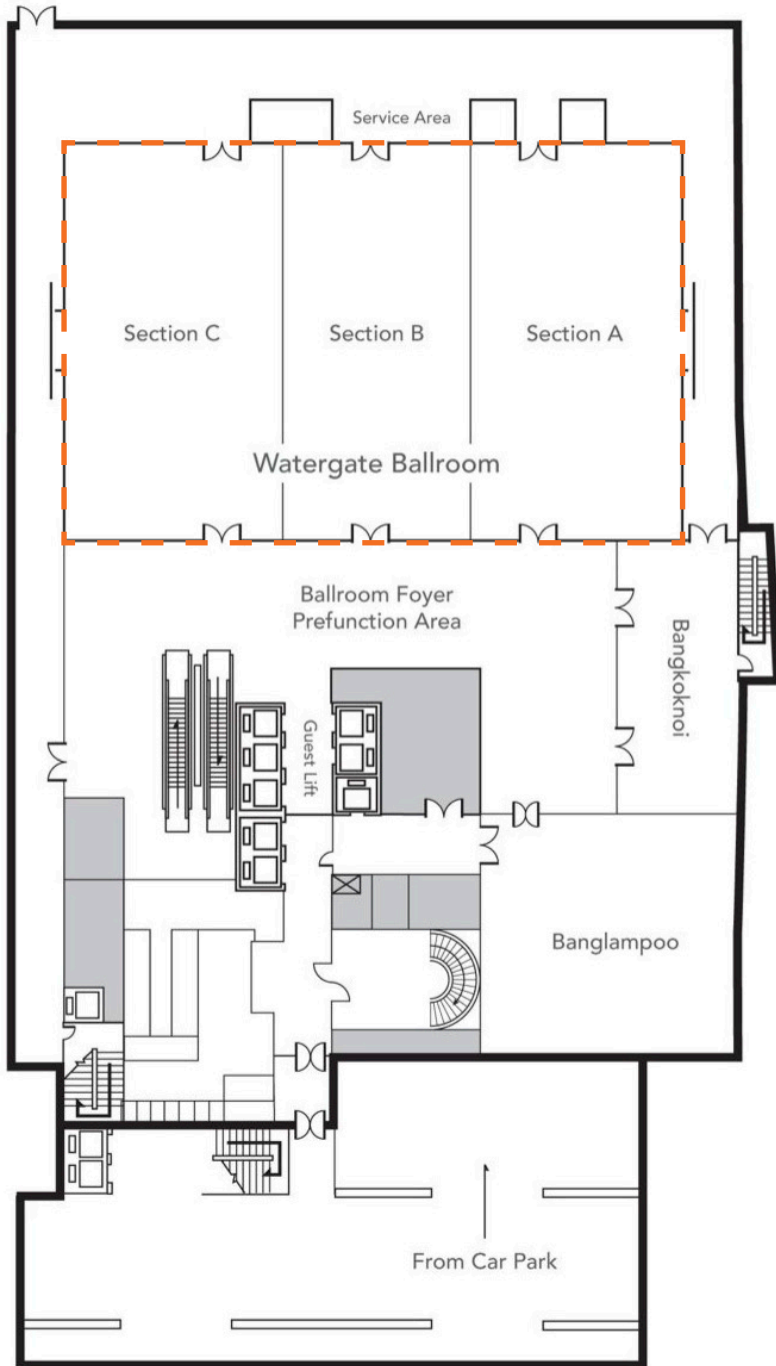 Service Area
Section C
Section B
Section A
Watergate Ballroom
Ballroom Foyer
Prefunction Area
Bangkoknoi
Guest Lift
Banglampoo
From Car Park